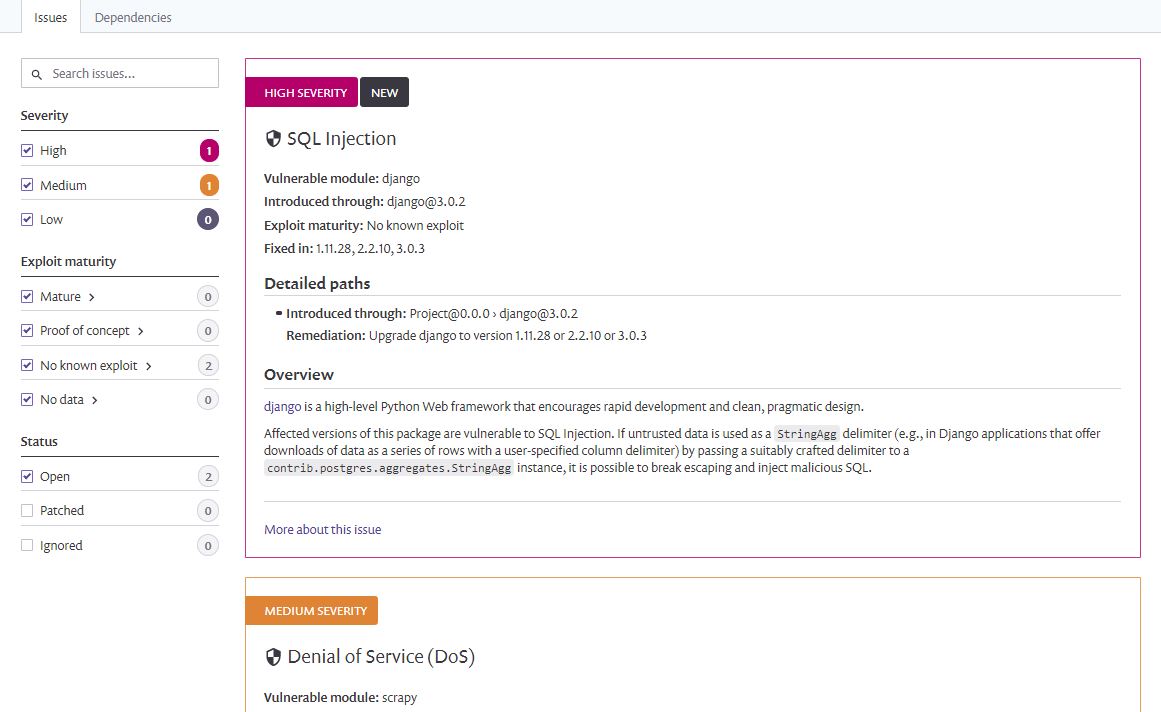 Issues
Dependencies
Search issues...
Severity
High 1
Medium 1
Low 0
Exploit maturity
Mature 0
Proof of concept 0
No known exploit 2
No data 0
Status
Open 2
Patched 0
Ignored 0
HIGH SEVERITY NEW
SQL Injection
Vulnerable module: django
Introduced through: django@3.0.2
Exploit maturity: No known exploit
Fixed in: 1.11.28, 2.2.10, 3.0.3
Detailed paths
Introduced through: Project@0.0.0 › django@3.0.2
Remediation: Upgrade django to version 1.11.28 or 2.2.10 or 3.0.3
Overview
django is a high-level Python Web framework that encourages rapid development and clean, pragmatic design.
Affected versions of this package are vulnerable to SQL Injection. If untrusted data is used as a StringAgg delimiter (e.g., in Django applications that offer
downloads of data as a series of rows with a user-specified column delimiter) by passing a suitably crafted delimiter to a
contrib.postgres.aggregates.StringAgg instance, it is possible to break escaping and inject malicious SQL.
More about this issue
MEDIUM SEVERITY
Denial of Service (DoS)
Vulnerable module: scrapy